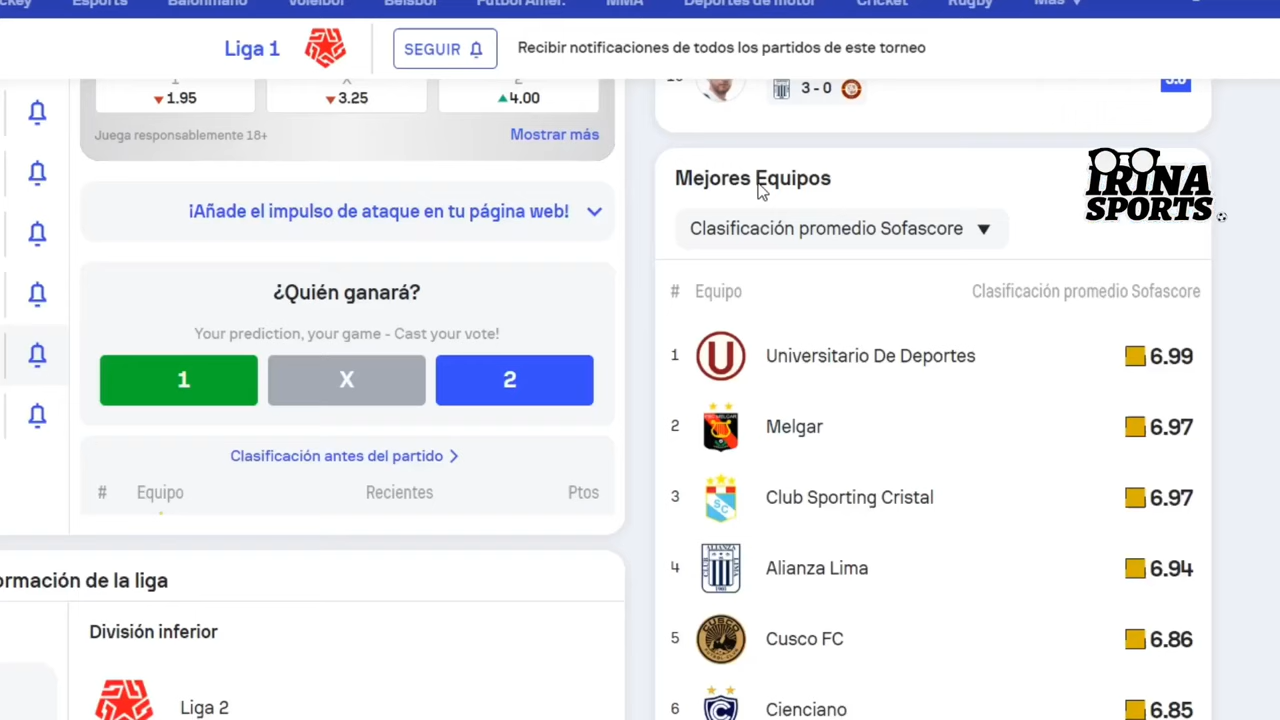 Esports
Balonmano
Voleibol
Béisbol
Fútbol Amer.
MMA
Deportes de motor
Cricket
Rugby
Más
Liga 1
SEGUIR
Recibir notificaciones de todos los partidos de este torneo
1
X
2
1.95
3.25
4.00
Juega responsablemente 18+
Mostrar más
¡Añade el impulso de ataque en tu página web!
¿Quién ganará?
Your prediction, your game - Cast your vote!
1
X
2
Clasificación antes del partido
# Equipo Recientes Ptos
ormación de la liga
División inferior
Liga 2
3 - 0
Mejores Equipos
IRINA
SPORTS
Clasificación promedio Sofascore
# Equipo Clasificación promedio Sofascore
1 Universitario De Deportes 6.99
2 Melgar 6.97
3 Club Sporting Cristal 6.97
4 Alianza Lima 6.94
5 Cusco FC 6.86
6 Cienciano 6.85